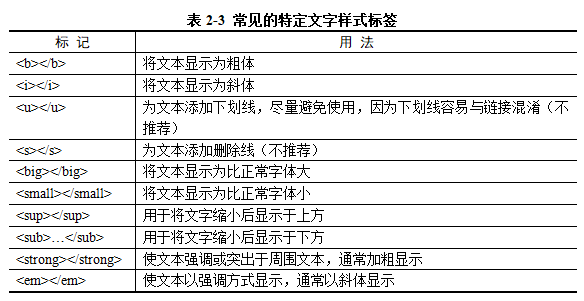 表 2-3 常见的特定文字样式标签
标 记 用 法
<b></b> 将文本显示为粗体
<i></i> 将文本显示为斜体
<u></u> 为文本添加下划线，尽量避免使用，因为下划线容易与链接混淆（不
推荐）
<s></s> 为文本添加删除线（不推荐）
<big></big> 将文本显示为比正常字体大
<small></small> 将文本显示为比正常字体小
<sup></sup> 用于将文字缩小后显示于上方
<sub>…</sub> 用于将文字缩小后显示于下方
<strong></strong> 使文本强调或突出于周围文本，通常加粗显示
<em></em> 使文本以强调方式显示，通常以斜体显示